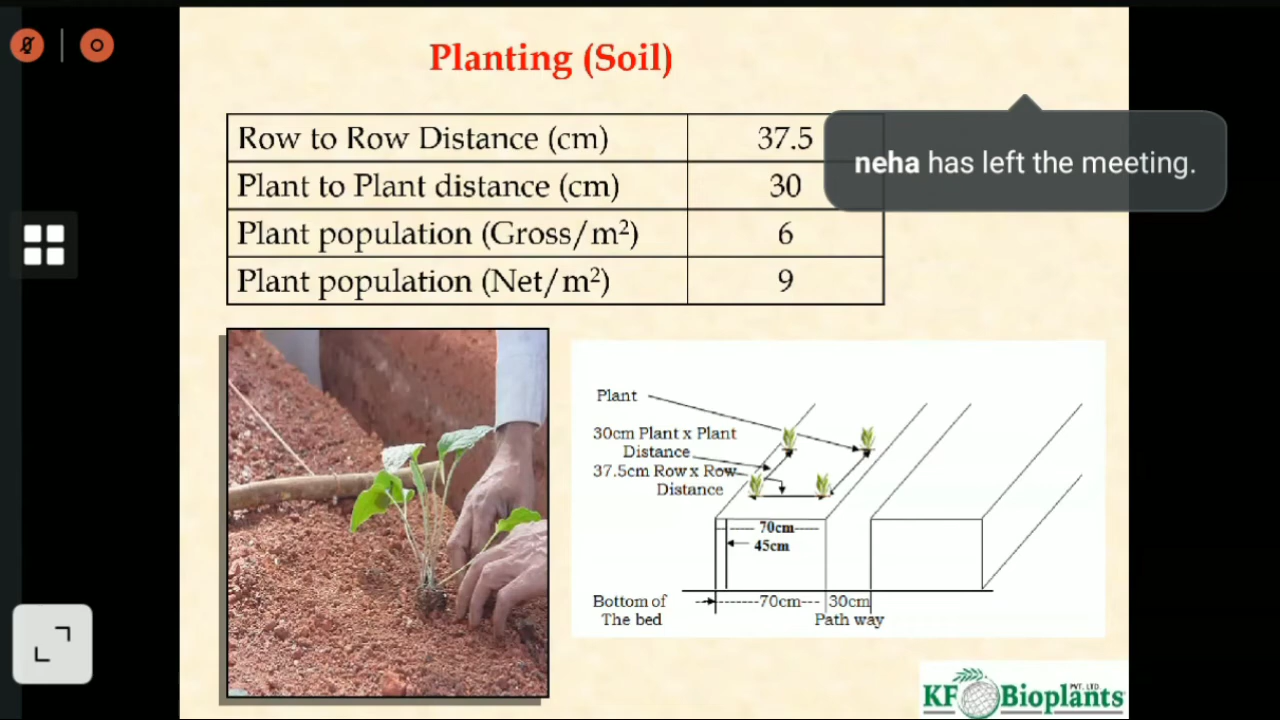 Planting (Soil)
neha has left the meeting.
Row to Row Distance (cm) 37.5
Plant to Plant distance (cm) 30
Plant population (Gross/m²) 6
Plant population (Net/m²) 9
Plant
30cm Plant x Plant
Distance
37.5cm Row x Row
Distance
70cm
45cm
Bottom of
The bed
70cm
30cm
Path way
KF Bioplants PVT. LTD.